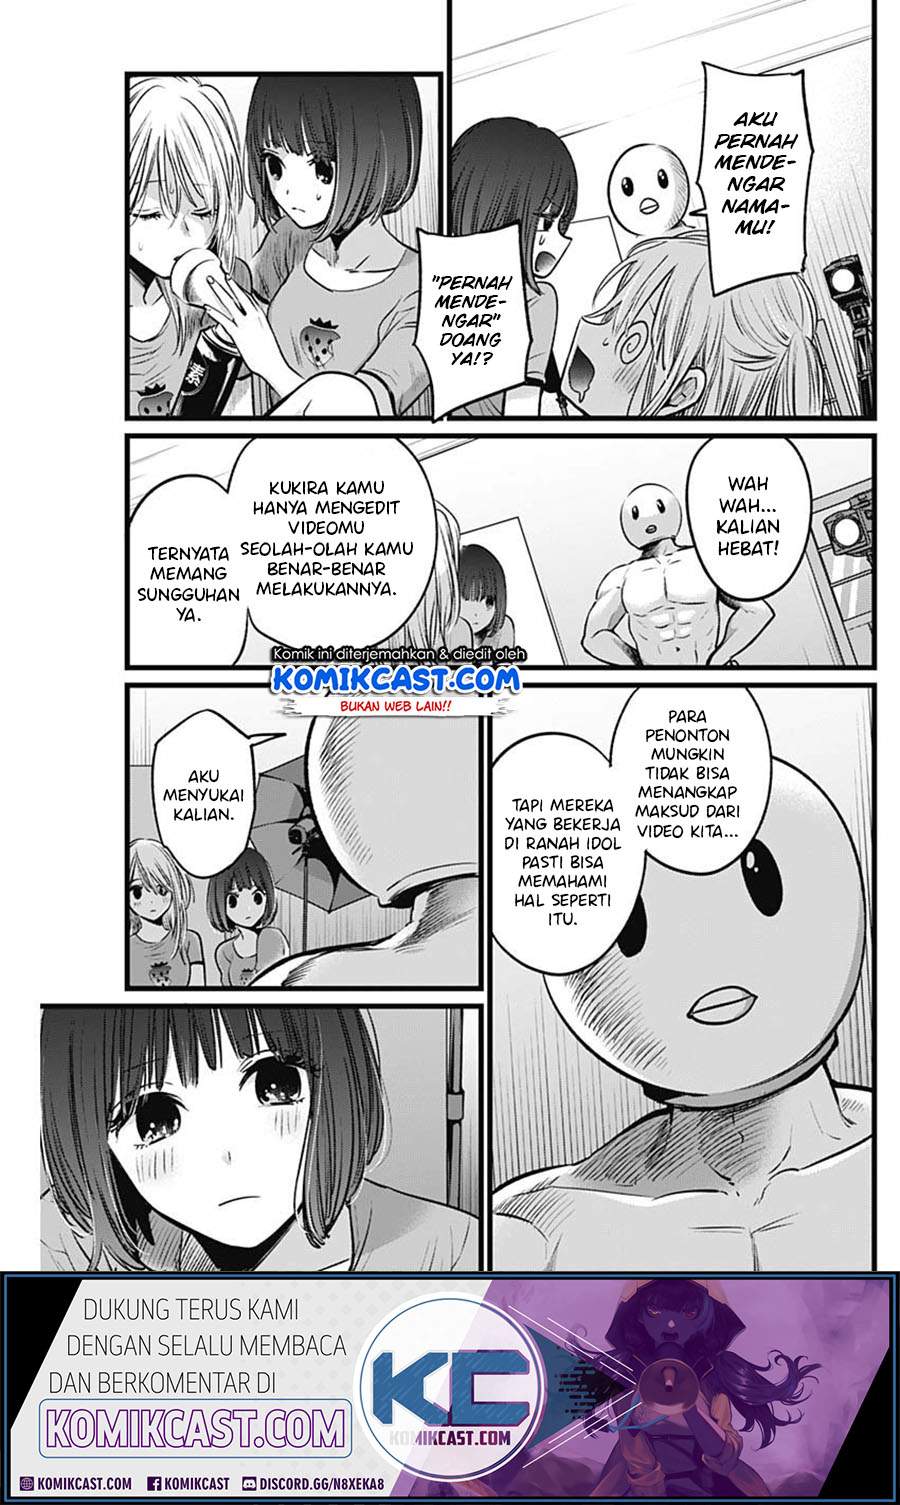 AKU
PERNAH
MENDE-
NGAR
NAMA-
MU!
"PERNAH
MENDE-
NGAR"
DOANG
YA!?
WAH
WAH...
KALIAN
HEBAT!
KUKIRA KAMU
HANYA MENGEDIT
VIDEOMU
SEOLAH-OLAH KAMU
BENAR-BENAR
MELAKUKANNYA.
TERNYATA
MEMANG
SUNGGUHAN
YA.
Komik ini diterjemahkan & diedit oleh
KOMIKCAST.COM
BUKAN WEB LAIN!!
PARA
PENONTON
MUNGKIN
TIDAK BISA
MENANGKAP
MAKSUD DARI
VIDEO KITA...
TAPI MEREKA
YANG BEKERJA
DI RANAH IDOL
PASTI BISA
MEMAHAMI
HAL SEPERTI
ITU.
AKU
MENYUKAI
KALIAN.
DUKUNG TERUS KAMI
DENGAN SELALU MEMBACA
DAN BERKOMENTAR DI
KOMIKCAST.COM
KC
KOMIKCAST.COM
KOMIKCAST.COM KOMIKCAST DISCORD.GG/N8XEKA8